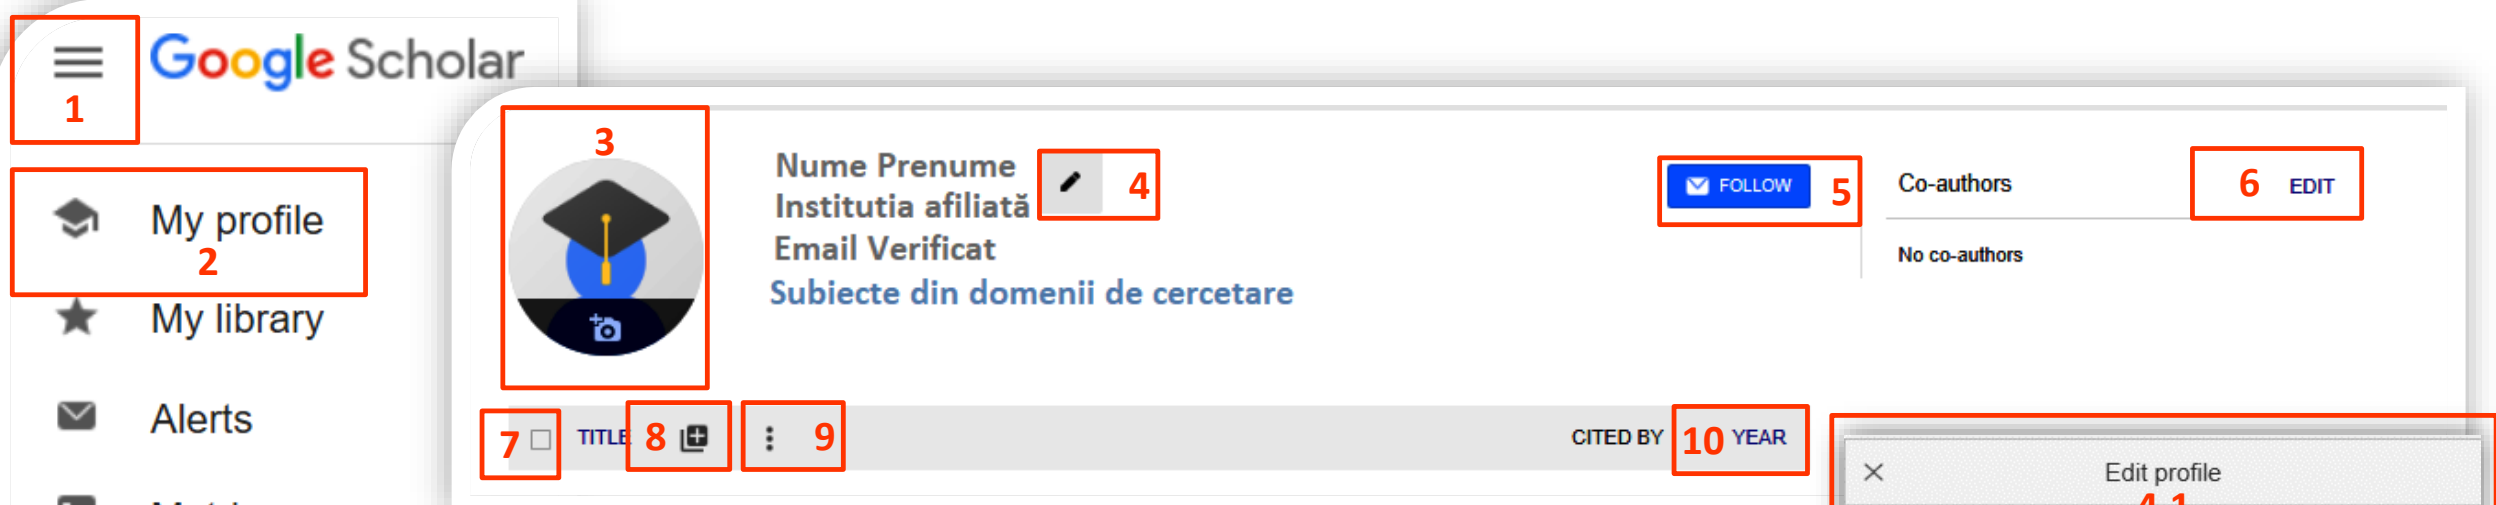 Google Scholar
1
My profile
2
My library
Alerts
3
Nume Prenume
Institutia afiliată
4
Email Verificat
Subiecte din domenii de cercetare
FOLLOW 5
Co-authors 6 EDIT
No co-authors
7 TITLE 8 9 CITED BY 10 YEAR
Edit profile